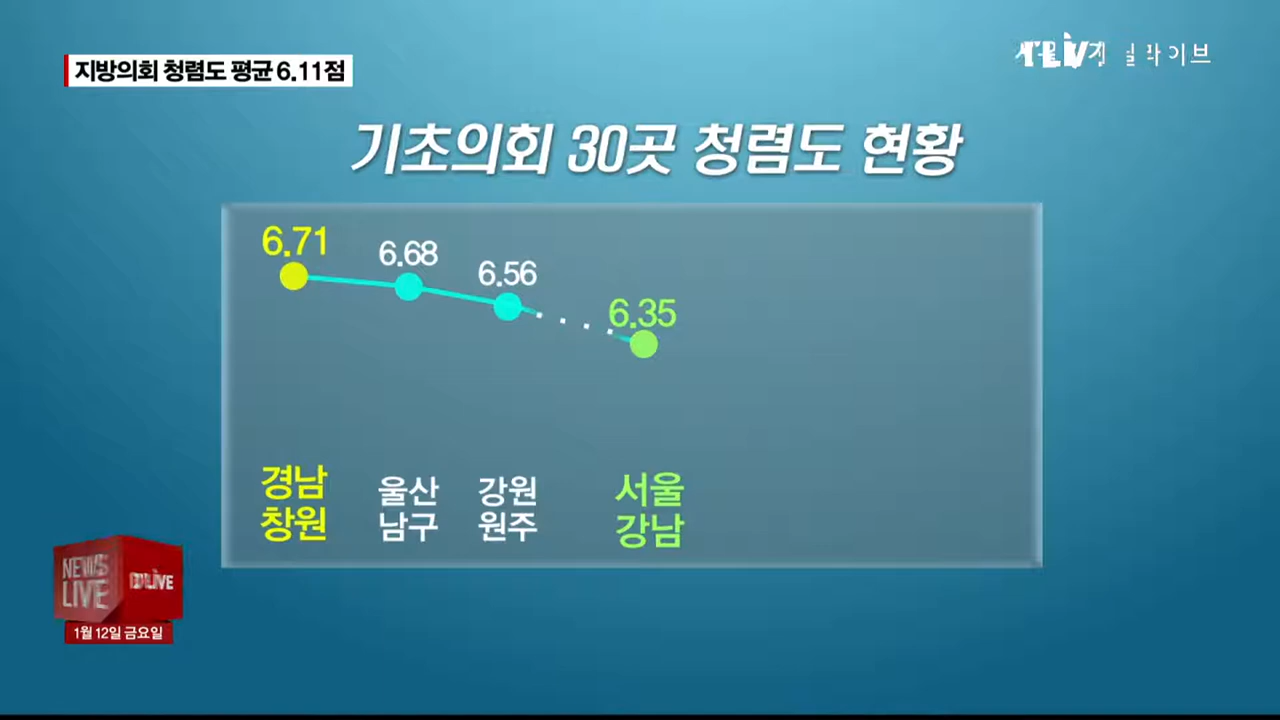 지방의회 청렴도 평균 6.11점
기초의회 30곳 청렴도 현황
6.71
6.68
6.56
6.35
경남
창원
울산
남구
강원
원주
서울
강남
NEWS
LIVE
1월 12일 금요일